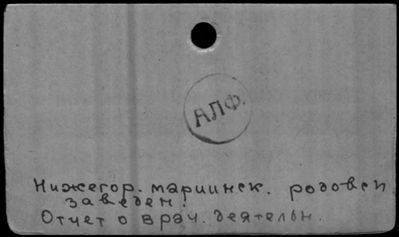 АЛФ.
Нижегор. мариинск. родовсп.
заведен.
Отчет о врач. деятельн.